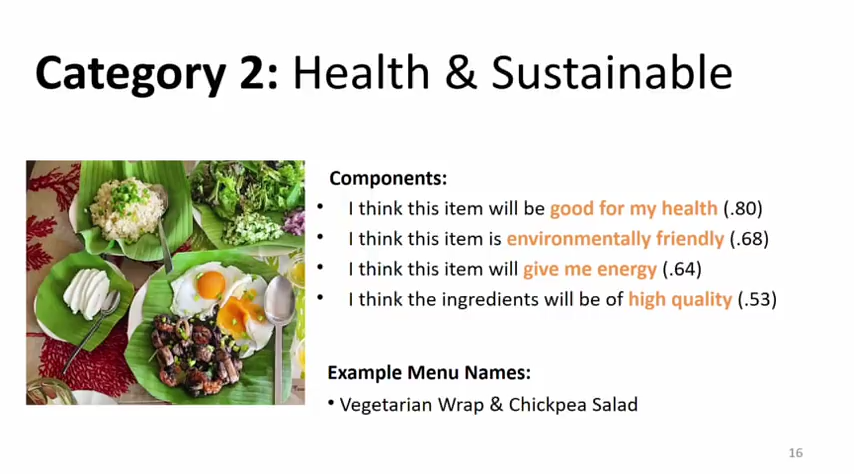 Category 2: Health & Sustainable
Components:
• I think this item will be good for my health (.80)
• I think this item is environmentally friendly (.68)
• I think this item will give me energy (.64)
• I think the ingredients will be of high quality (.53)
Example Menu Names:
• Vegetarian Wrap & Chickpea Salad
16